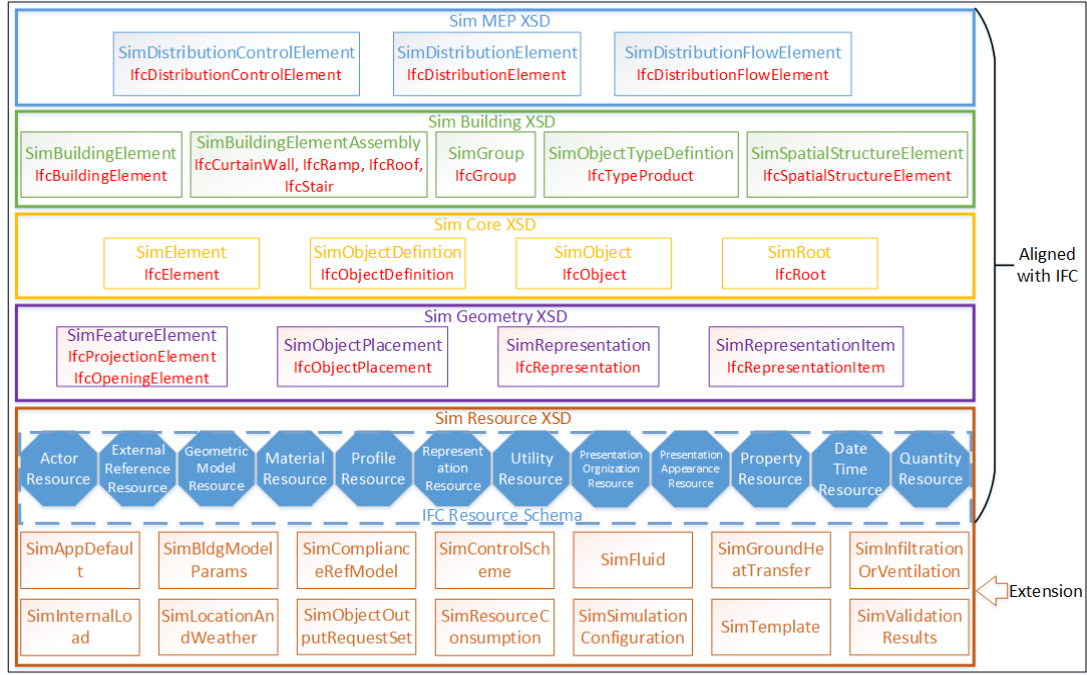 Sim MEP XSD
SimDistributionControlElement
IfcDistributionControlElement
SimDistributionElement
IfcDistributionElement
SimDistributionFlowElement
IfcDistributionFlowElement
Sim Building XSD
SimBuildingElement
IfcBuildingElement
SimBuildingElementAssembly
IfcCurtainWall, IfcRamp, IfcRoof,
IfcStair
SimGroup
IfcGroup
SimObjectTypeDefintion
IfcTypeProduct
SimSpatialStructureElement
IfcSpatialStructureElement
Sim Core XSD
SimElement
IfcElement
SimObjectDefintion
IfcObjectDefinition
SimObject
IfcObject
SimRoot
IfcRoot
Aligned
with IFC
Sim Geometry XSD
SimFeatureElement
IfcProjectionElement
IfcOpeningElement
SimObjectPlacement
IfcObjectPlacement
SimRepresentation
IfcRepresentation
SimRepresentationItem
IfcRepresentationItem
Sim Resource XSD
Actor
Resource
External
Reference
Resource
Geometric
Model
Resource
Material
Resource
Profile
Resource
Represent
ation
Resource
Utility
Resource
Presentation
Orgnization
Resource
Presentation
Appearance
Resource
Property
Resource
Date
Time
Resource
Quantity
Resource
IFC Resource Schema
SimAppDefaul
t
SimBldgModel
Params
SimComplianc
eRefModel
SimControlSch
eme
SimFluid
SimGroundHe
atTransfer
SimInfiltration
OrVentilation
Extension
SimInternalLo
ad
SimLocationAn
dWeather
SimObjectOut
putRequestSet
SimResourceC
onsumption
SimSimulation
Configuration
SimTemplate
SimValidation
Results